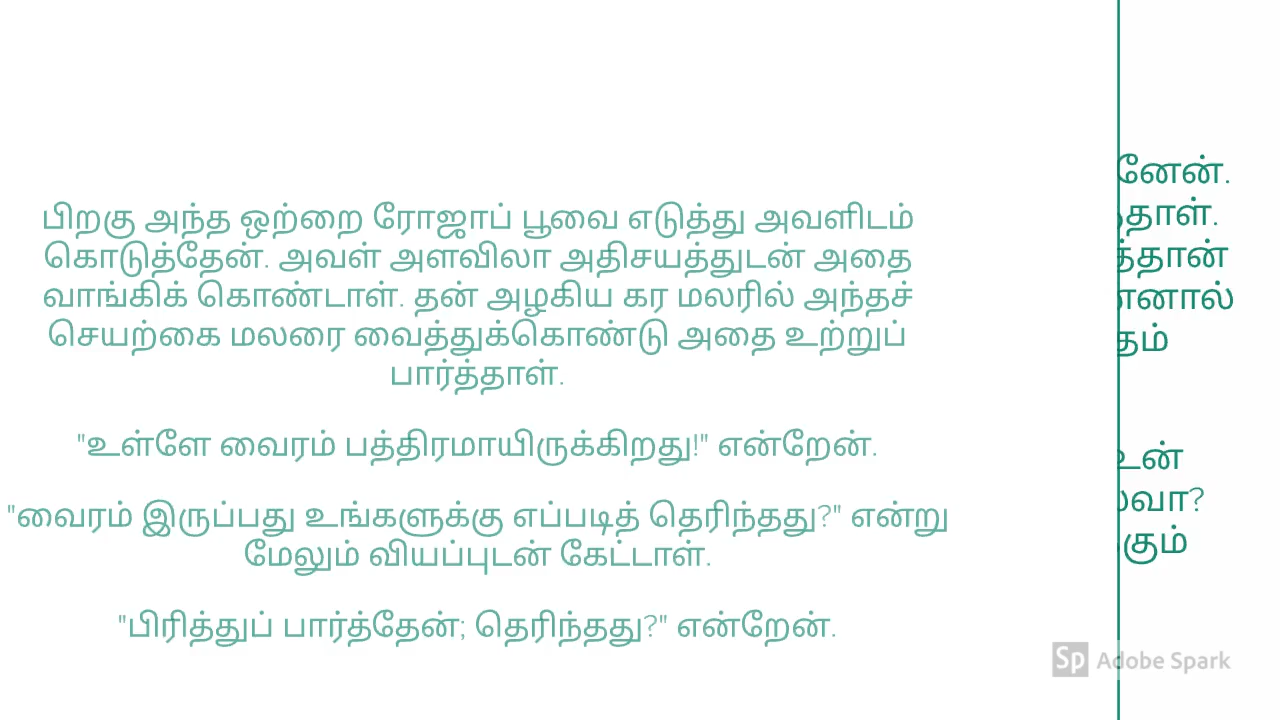 பிறகு அந்த ஒற்றை ரோஜாப் பூவை எடுத்து அவளிடம்
கொடுத்தேன். அவள் அளவிலா அதிசயத்துடன் அதை
வாங்கிக் கொண்டாள். தன் அழகிய கர மலரில் அந்தச்
செயற்கை மலரை வைத்துக்கொண்டு அதை உற்றுப்
பார்த்தாள்.
"உள்ளே வைரம் பத்திரமாயிருக்கிறது!" என்றேன்.
"வைரம் இருப்பது உங்களுக்கு எப்படித் தெரிந்தது?" என்று
மேலும் வியப்புடன் கேட்டாள்.
"பிரித்துப் பார்த்தேன்; தெரிந்தது?" என்றேன்.
Sp Adobe Spark